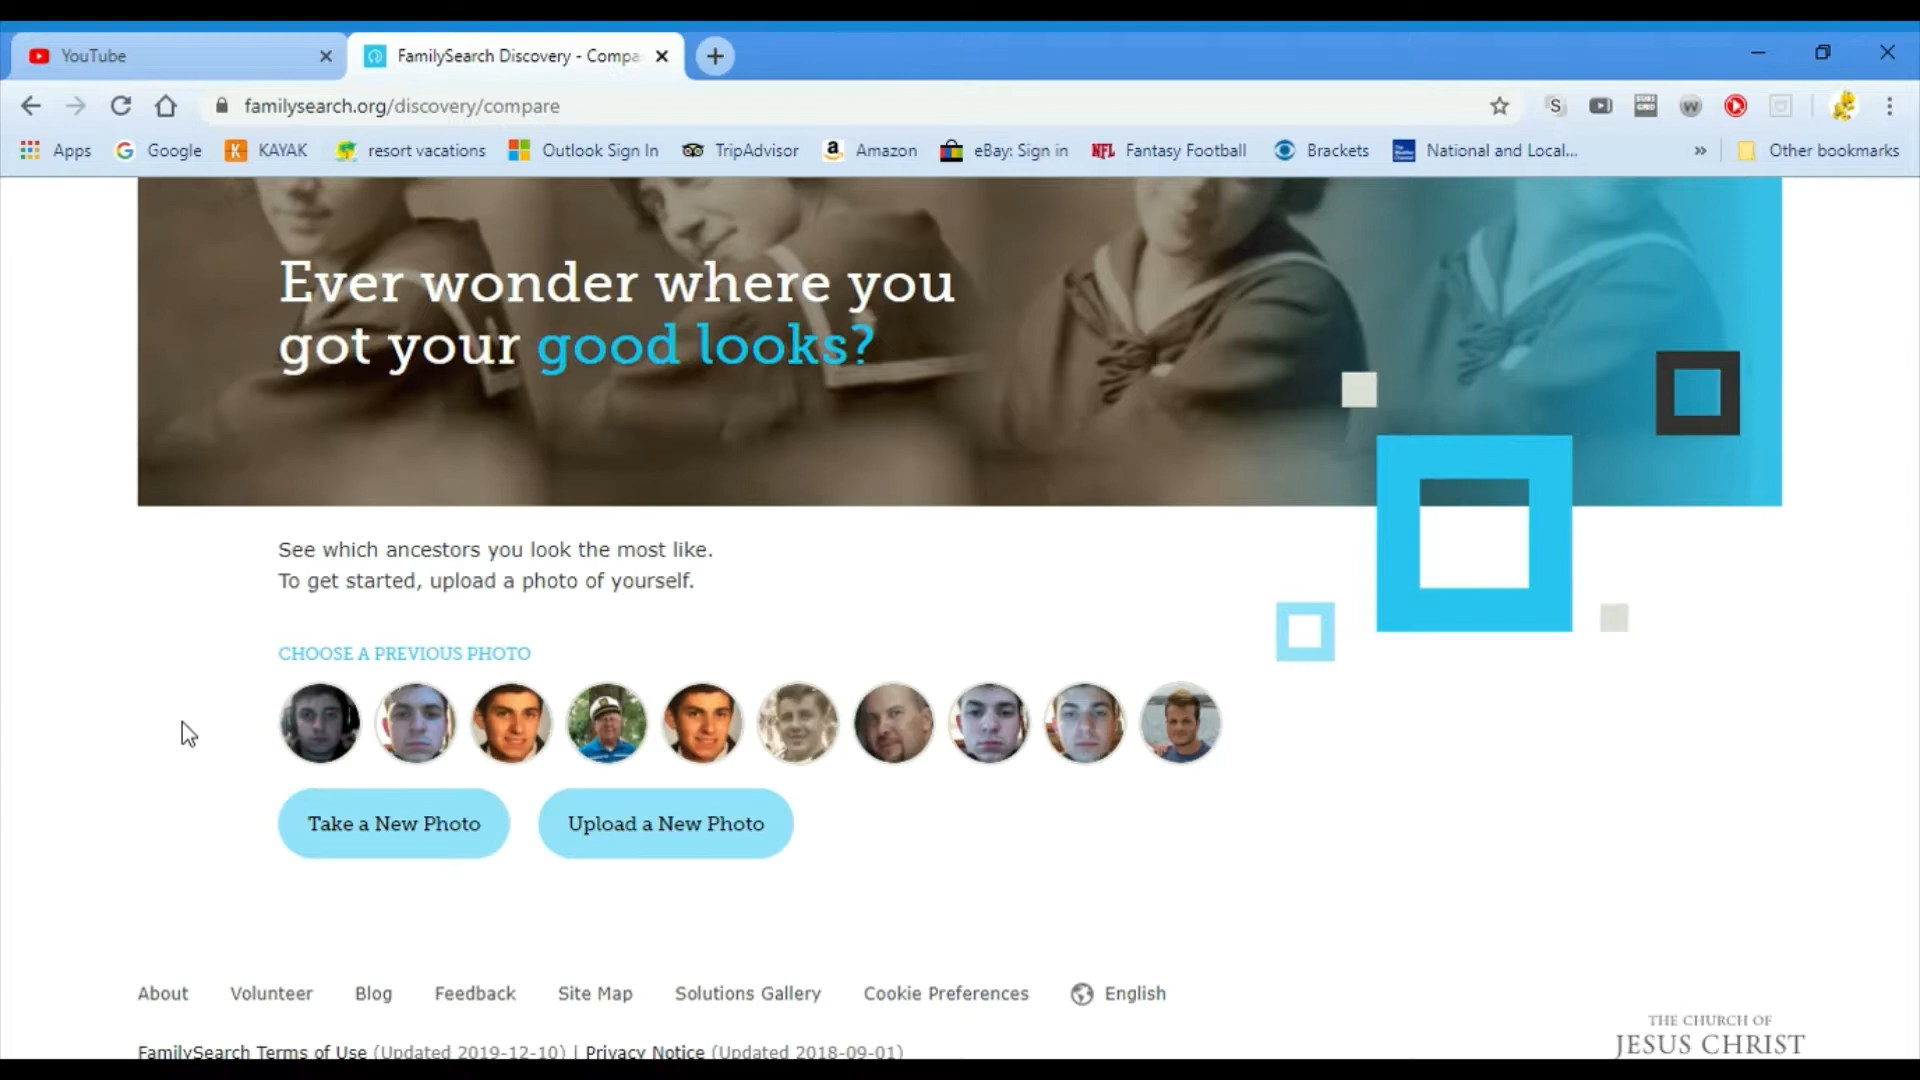 YouTube
FamilySearch Discovery - Compa
familysearch.org/discovery/compare
Apps Google KAYAK resort vacations Outlook Sign In TripAdvisor Amazon eBay: Sign in NFL Fantasy Football Brackets National and Local... » Other bookmarks
Ever wonder where you
got your good looks?
See which ancestors you look the most like.
To get started, upload a photo of yourself.
CHOOSE A PREVIOUS PHOTO
Take a New Photo Upload a New Photo
About Volunteer Blog Feedback Site Map Solutions Gallery Cookie Preferences English
THE CHURCH OF
JESUS CHRIST
FamilySearch Terms of Use (Updated 2019-12-10) | Privacy Notice (Updated 2018-09-01)